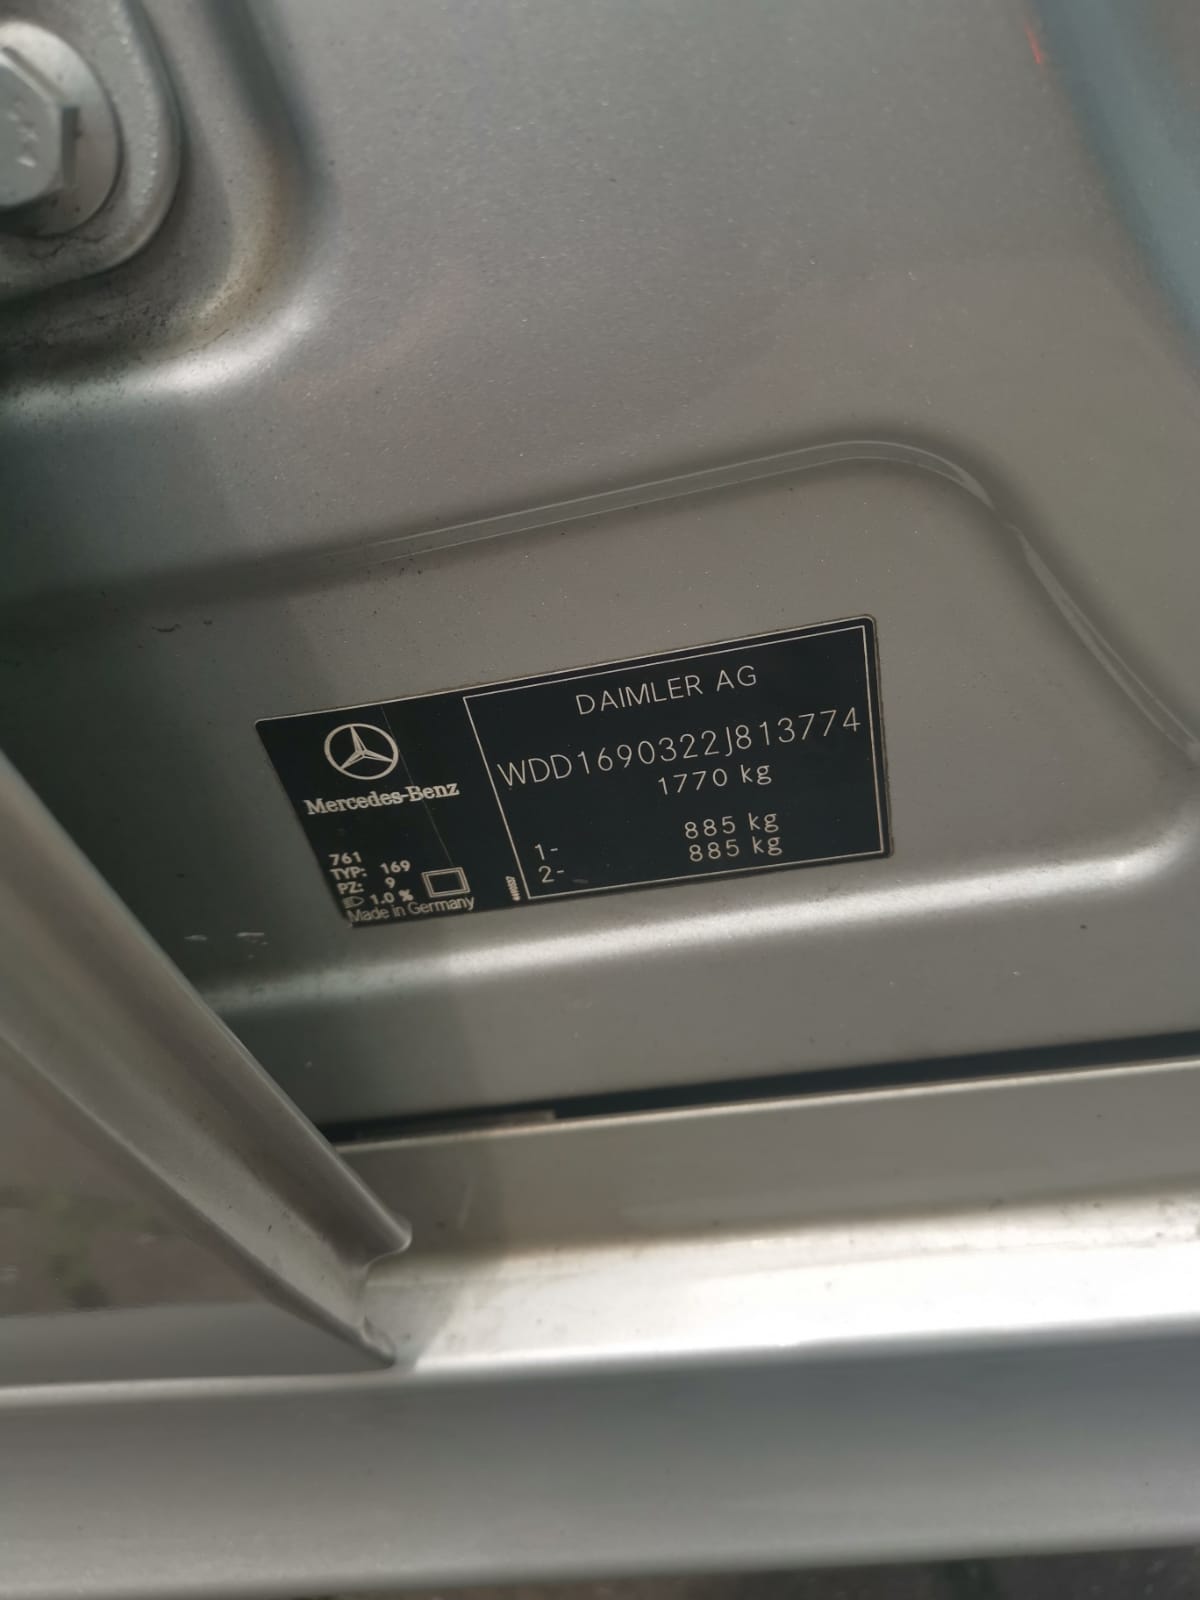 Mercedes-Benz
761
TYP: 169
PZ: 9
1.0 %
Made in Germany
DAIMLER AG
WDD1690322J813774
1770 kg
1- 885 kg
2- 885 kg